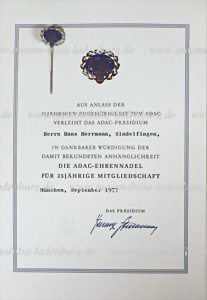 AUS ANLASS DER
25JÄHRIGEN ZUGEHÖRIGKEIT ZUM ADAC
VERLEIHT DAS ADAC-PRÄSIDIUM
Herrn Hans Herrmann, Sindelfingen,
IN DANKBARER WÜRDIGUNG DER
DAMIT BEKUNDETEN ANHÄNGLICHKEIT
DIE ADAC-EHRENNADEL
FÜR 25JÄHRIGE MITGLIEDSCHAFT
München, September 1977
DAS PRÄSIDIUM